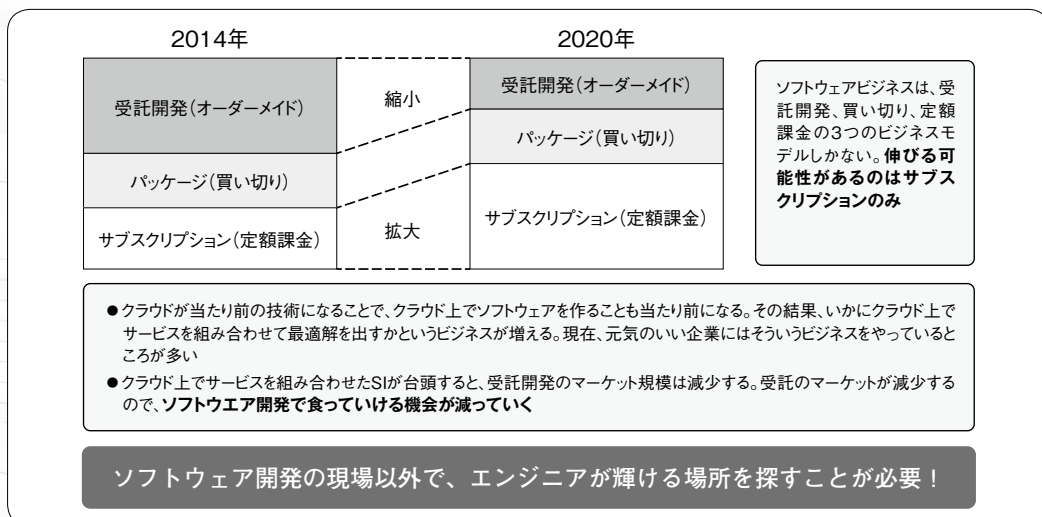 2014年
2020年
受託開発（オーダーメイド）
パッケージ（買い切り）
サブスクリプション（定額課金）
縮小
拡大
受託開発（オーダーメイド）
パッケージ（買い切り）
サブスクリプション（定額課金）
ソフトウェアビジネスは、受
託開発、買い切り、定額
課金の3つのビジネスモ
デルしかない。伸びる可
能性があるのはサブス
クリプションのみ
●クラウドが当たり前の技術になることで、クラウド上でソフトウェアを作ることも当たり前になる。その結果、いかにクラウド上で
サービスを組み合わせて最適解を出すかというビジネスが増える。現在、元気のいい企業にはそういうビジネスをやっていると
ころが多い
●クラウド上でサービスを組み合わせたSIが台頭すると、受託開発のマーケット規模は減少する。受託のマーケットが減少する
ので、ソフトウエア開発で食っていける機会が減っていく
ソフトウェア開発の現場以外で、エンジニアが輝ける場所を探すことが必要！